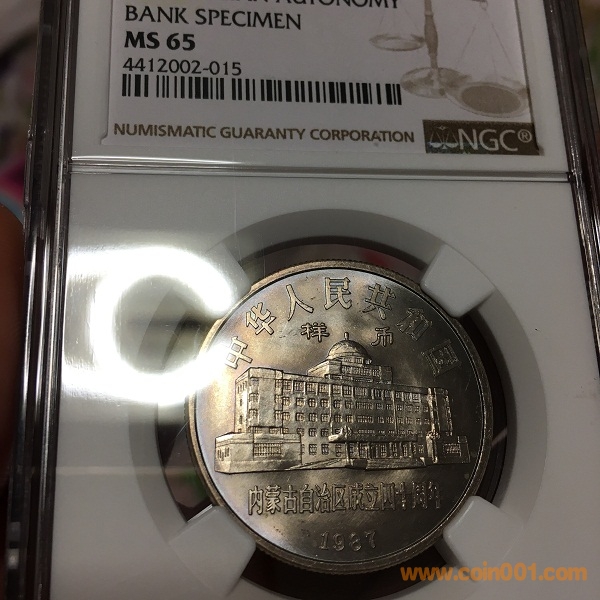 AUTONOMY
BANK SPECIMEN
MS 65
4412002-015
NUMISMATIC GUARANTY CORPORATION
NGC®
中华人民共和国
样币
内蒙古自治区成立四十周年
1987
www.coin001.com